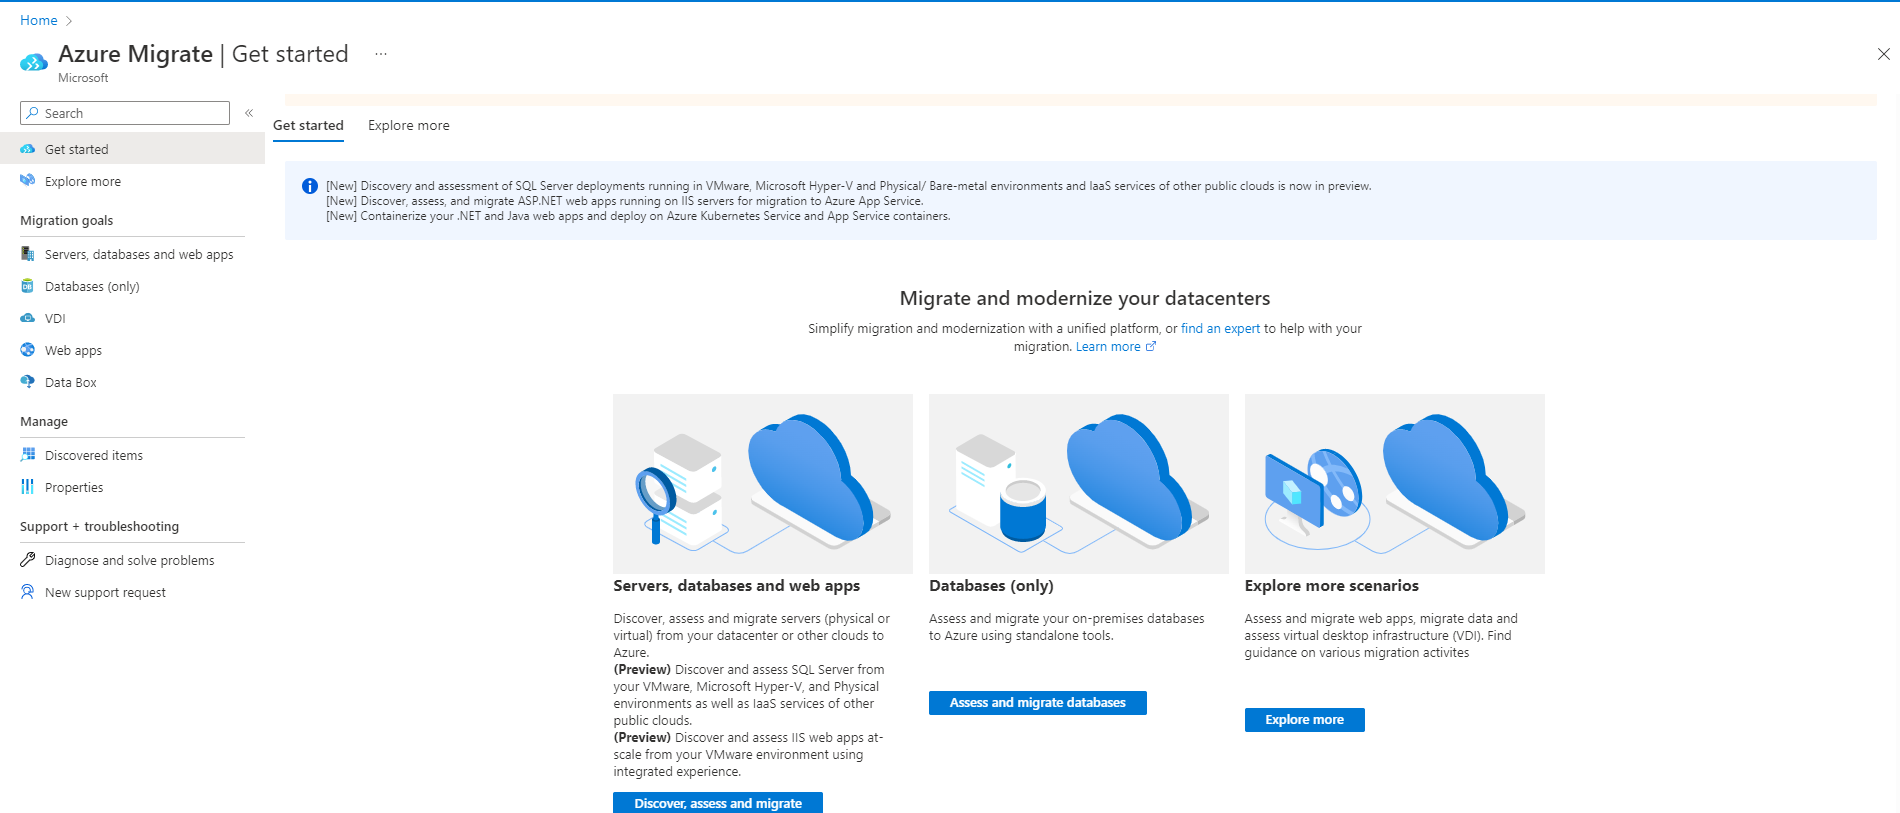 Home
Azure Migrate | Get started ...
Microsoft
Search
«
Get started
Explore more
Migration goals
Servers, databases and web apps
Databases (only)
VDI
Web apps
Data Box
Manage
Discovered items
Properties
Support + troubleshooting
Diagnose and solve problems
New support request
Get started Explore more
[New] Discovery and assessment of SQL Server deployments running in VMware, Microsoft Hyper-V and Physical/ Bare-metal environments and IaaS services of other public clouds is now in preview.
[New] Discover, assess, and migrate ASP.NET web apps running on IIS servers for migration to Azure App Service.
[New] Containerize your .NET and Java web apps and deploy on Azure Kubernetes Service and App Service containers.
Migrate and modernize your datacenters
Simplify migration and modernization with a unified platform, or find an expert to help with your
migration. Learn more
DB
Servers, databases and web apps
Discover, assess and migrate servers (physical or
virtual) from your datacenter or other clouds to
Azure.
(Preview) Discover and assess SQL Server from
your VMware, Microsoft Hyper-V, and Physical
environments as well as IaaS services of other
public clouds.
(Preview) Discover and assess IIS web apps at-
scale from your VMware environment using
integrated experience.
Discover, assess and migrate
Databases (only)
Assess and migrate your on-premises databases
to Azure using standalone tools.
Assess and migrate databases
Explore more scenarios
Assess and migrate web apps, migrate data and
assess virtual desktop infrastructure (VDI). Find
guidance on various migration activites
Explore more